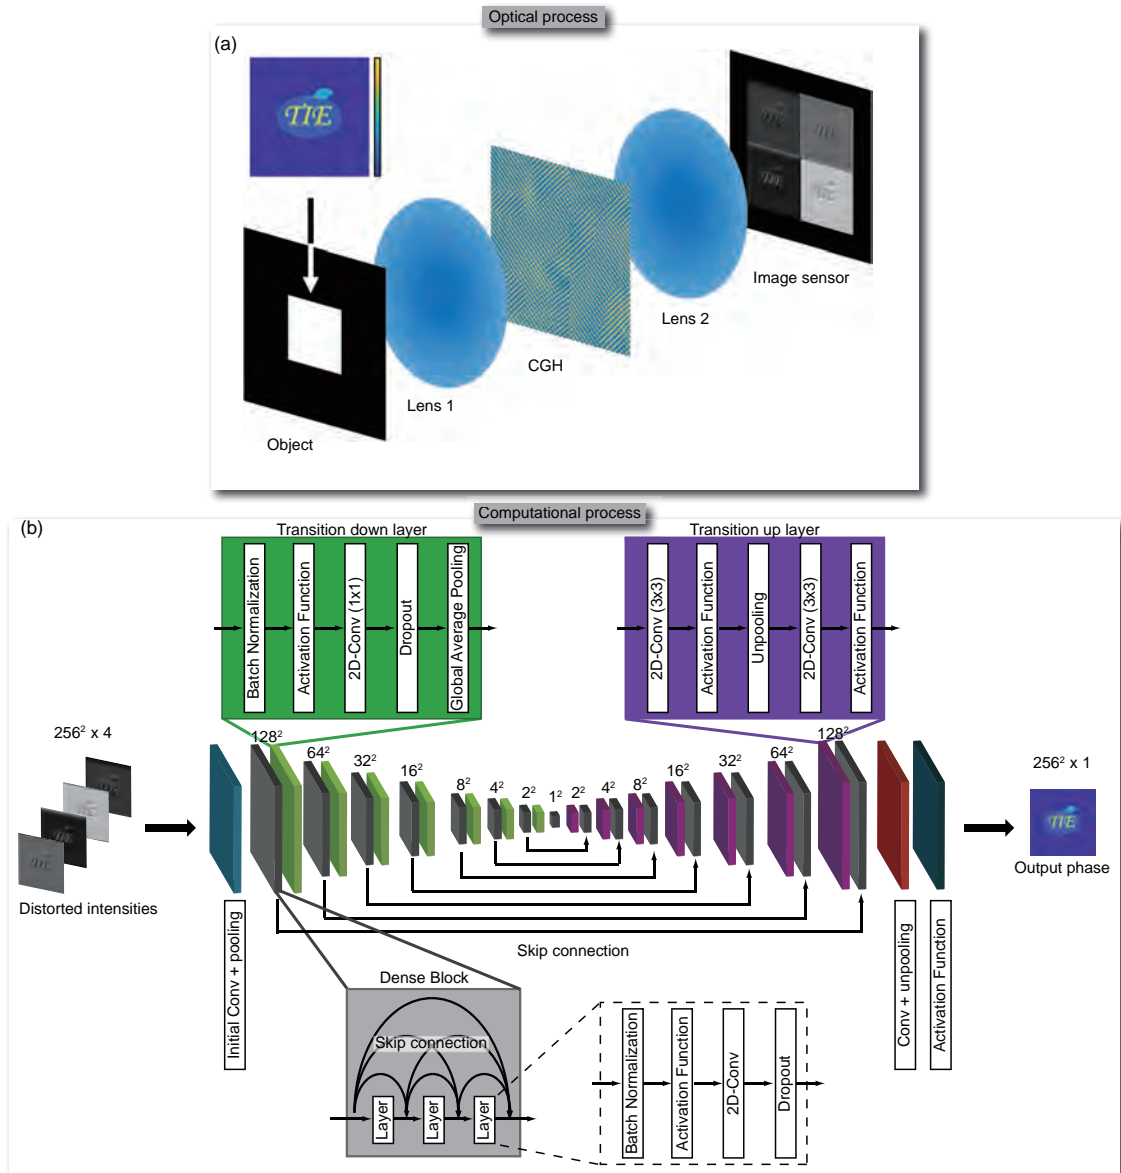 Optical process
(a)
TIE
Image sensor
Lens 2
CGH
Lens 1
Object
(b)
Computational process
Transition down layer
Batch Normalization
Activation Function
2D-Conv (1x1)
Dropout
Global Average Pooling
Transition up layer
2D-Conv (3x3)
Activation Function
Unpooling
2D-Conv (3x3)
Activation Function
256² x 4
128²
64²
32²
16²
8²
4²
2²
1²
2²
4²
8²
16²
32²
64²
128²
256² x 1
TIE
TIE
TIE
Distorted intensities
Output phase
Skip connection
Initial Conv + pooling
Conv + unpooling
Activation Function
Dense Block
Skip connection
Layer
Layer
Layer
Batch Normalization
Activation Function
2D-Conv
Dropout